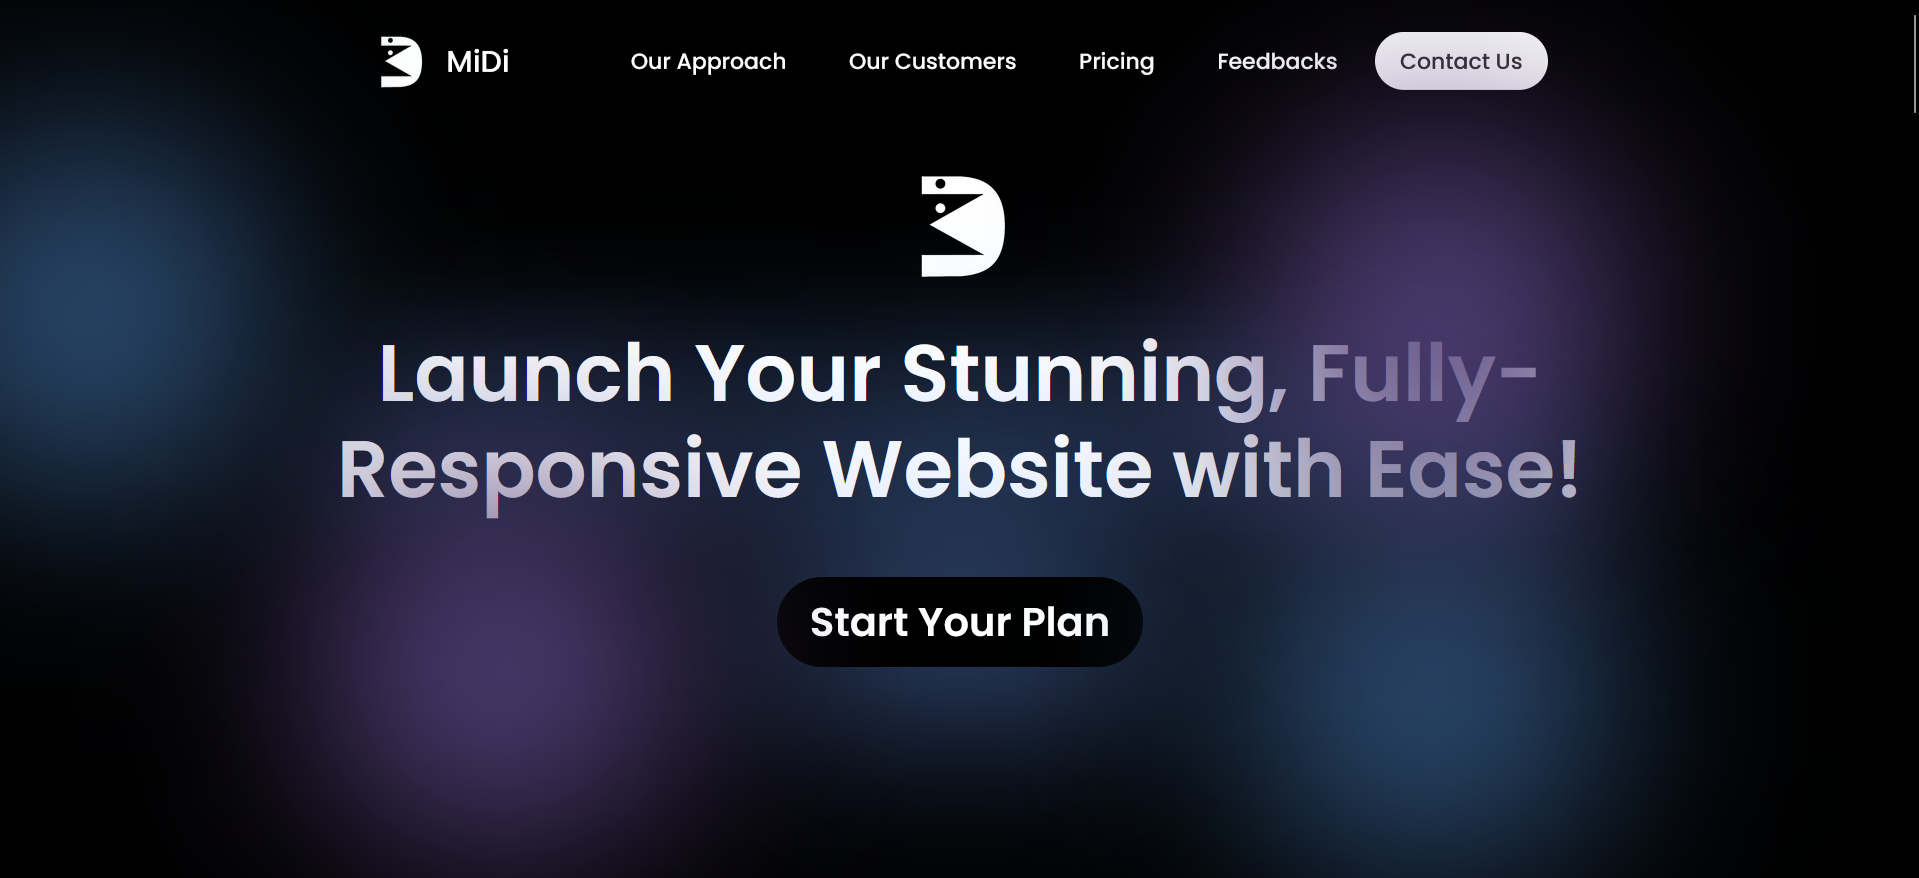 MiDi
Our Approach
Our Customers
Pricing
Feedbacks
Contact Us
Launch Your Stunning, Fully-
Responsive Website with Ease!
Start Your Plan